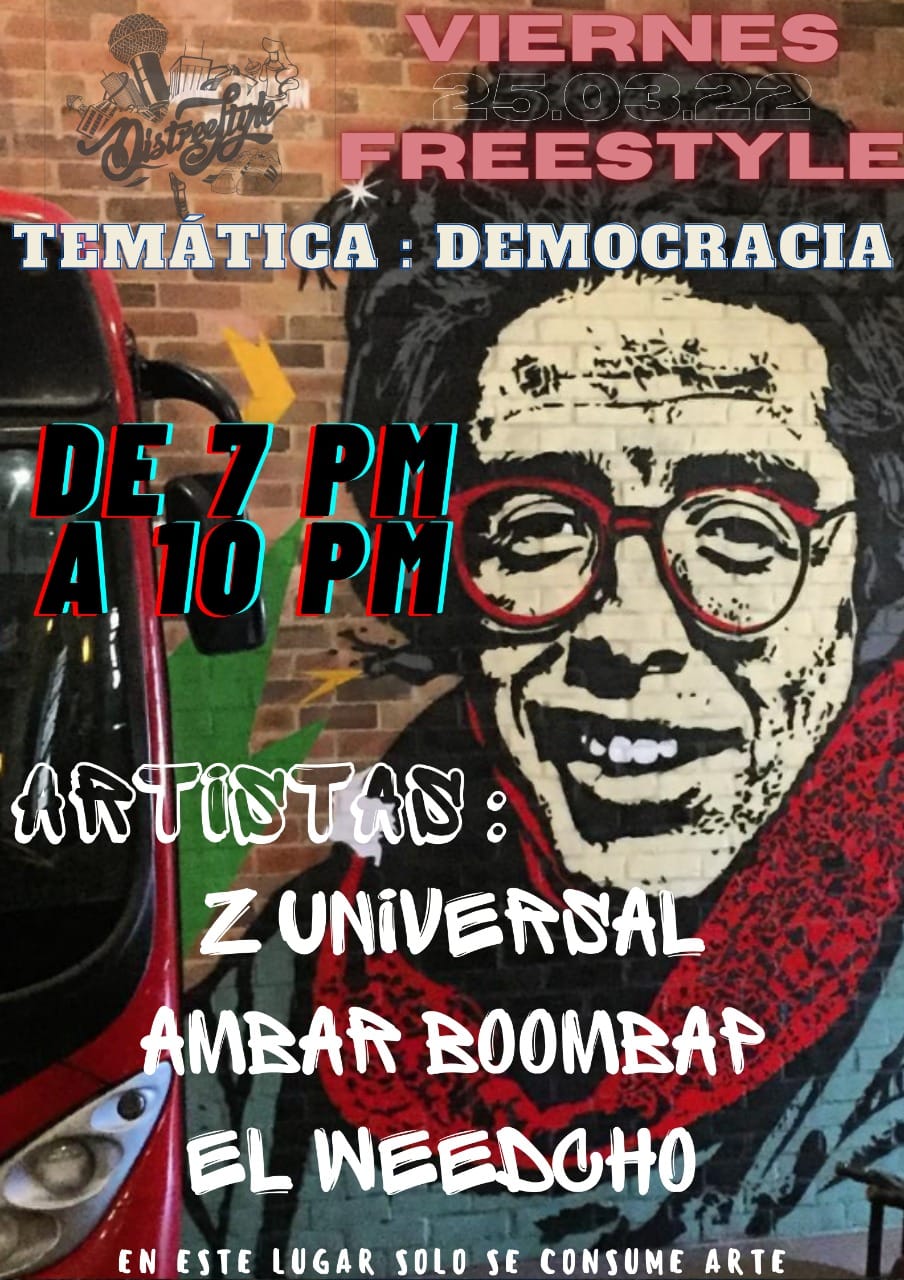 Distreestyle
VIERNES
25.03.22
FREESTYLE
TEMÁTICA : DEMOCRACIA
DE 7 PM
A 10 PM
ARTISTAS :
Z UNIVERSAL
AMBAR BOOMBAP
EL WEEDCHO
EN ESTE LUGAR SOLO SE CONSUME ARTE